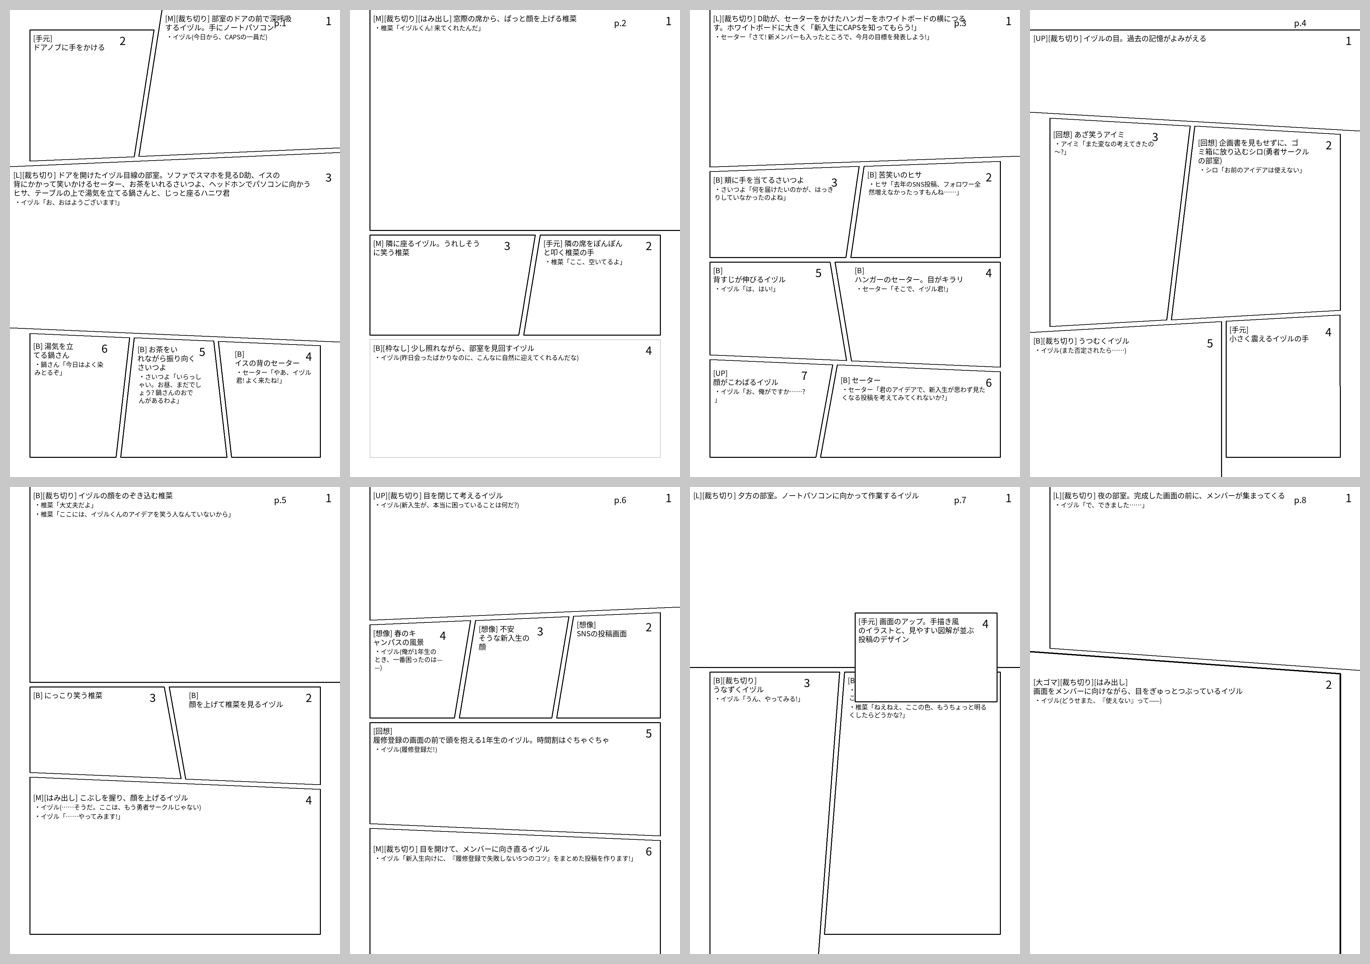 p.1
1
[M][裁ち切り] 部室のドアの前で深呼吸
するイヅル。手にノートパソコン
・イヅル(今日から、CAPSの一員だ)
2
[手元]
ドアノブに手をかける
3
[L][裁ち切り] ドアを開けたイヅル目線の部室。ソファでスマホを見るD助、イスの
背にかかって笑いかけるセーター、お茶をいれるさいつよ、ヘッドホンでパソコンに向かう
ヒサ、テーブルの上で湯気を立てる鍋さんと、じっと座るハニワ君
・イヅル「お、おはようございます!」
4
[B]
イスの背のセーター
・セーター「やあ、イヅル
君! よく来たね!」
5
[B] お茶をい
れながら振り向く
さいつよ
・さいつよ「いらっし
ゃい。お昼、まだでし
ょう? 鍋さんのおで
んがあるわよ」
6
[B] 湯気を立
てる鍋さん
・鍋さん「今日はよく染
みとるぞ」
p.2
1
[M][裁ち切り][はみ出し] 窓際の席から、ぱっと顔を上げる椎菜
・椎菜「イヅルくん! 来てくれたんだ」
2
[手元] 隣の席をぽんぽん
と叩く椎菜の手
・椎菜「ここ、空いてるよ」
3
[M] 隣に座るイヅル。うれしそう
に笑う椎菜
4
[B][枠なし] 少し照れながら、部室を見回すイヅル
・イヅル(昨日会ったばかりなのに、こんなに自然に迎えてくれるんだな)
p.3
1
[L][裁ち切り] D助が、セーターをかけたハンガーをホワイトボードの横につる
す。ホワイトボードに大きく「新入生にCAPSを知ってもらう!」
・セーター「さて! 新メンバーも入ったところで、今月の目標を発表しよう!」
2
[B] 苦笑いのヒサ
・ヒサ「去年のSNS投稿、フォロワー全
然増えなかったっすもんね……」
3
[B] 頬に手を当てるさいつよ
・さいつよ「何を届けたいのかが、はっき
りしていなかったのよね」
4
[B]
ハンガーのセーター。目がキラリ
・セーター「そこで、イヅル君!」
5
[B]
背すじが伸びるイヅル
・イヅル「は、はい!」
6
[B] セーター
・セーター「君のアイデアで、新入生が思わず見た
くなる投稿を考えてみてくれないか?」
7
[UP]
顔がこわばるイヅル
・イヅル「お、俺がですか……?
」
p.4
1
[UP][裁ち切り] イヅルの目。過去の記憶がよみがえる
2
[回想] 企画書を見もせずに、ゴ
ミ箱に放り込むシロ(勇者サークル
の部室)
・シロ「お前のアイデアは使えない」
3
[回想] あざ笑うアイミ
・アイミ「また変なの考えてきたの
〜?」
4
[手元]
小さく震えるイヅルの手
5
[B][裁ち切り] うつむくイヅル
・イヅル(また否定されたら……)
p.5
1
[B][裁ち切り] イヅルの顔をのぞき込む椎菜
・椎菜「大丈夫だよ」
・椎菜「ここには、イヅルくんのアイデアを笑う人なんていないから」
2
[B]
顔を上げて椎菜を見るイヅル
3
[B] にっこり笑う椎菜
4
[M][はみ出し] こぶしを握り、顔を上げるイヅル
・イヅル(……そうだ。ここは、もう勇者サークルじゃない)
・イヅル「……やってみます!」
p.6
1
[UP][裁ち切り] 目を閉じて考えるイヅル
・イヅル(新入生が、本当に困っていることは何だ?)
2
[想像]
SNSの投稿画面
3
[想像] 不安
そうな新入生の
顔
4
[想像] 春のキ
ャンパスの風景
・イヅル(俺が1年生の
とき、一番困ったのは—
—)
5
[回想]
履修登録の画面の前で頭を抱える1年生のイヅル。時間割はぐちゃぐちゃ
・イヅル(履修登録だ!)
6
[M][裁ち切り] 目を開けて、メンバーに向き直るイヅル
・イヅル「新入生向けに、『履修登録で失敗しない5つのコツ』をまとめた投稿を作ります!」
p.7
1
[L][裁ち切り] 夕方の部室。ノートパソコンに向かって作業するイヅル
[B
・椎菜「ねえねえ、ここの色、もうちょっと明る
くしたらどうかな?」
3
[B][裁ち切り]
うなずくイヅル
・イヅル「うん、やってみる!」
4
[手元] 画面のアップ。手描き風
のイラストと、見やすい図解が並ぶ
投稿のデザイン
p.8
1
[L][裁ち切り] 夜の部室。完成した画面の前に、メンバーが集まってくる
・イヅル「で、できました……」
2
[大ゴマ][裁ち切り][はみ出し]
画面をメンバーに向けながら、目をぎゅっとつぶっているイヅル
・イヅル(どうせまた、『使えない』って——)